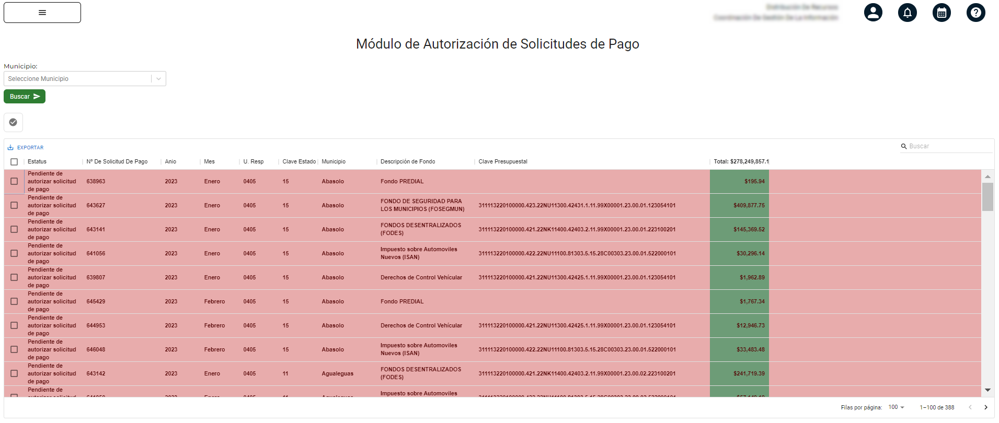 Módulo de Autorización de Solicitudes de Pago
Municipio:
Seleccione Municipio
Buscar
EXPORTAR
Buscar
Estatus Nº De Solicitud De Pago Anio Mes U. Resp Clave Estado Municipio Descripción de Fondo Clave Presupuestal Total: $278,249,857.1
Pendiente de autorizar solicitud de pago 638963 2023 Enero 0405 15 Abasolo Fondo PREDIAL $195.94
Pendiente de autorizar solicitud de pago 643627 2023 Enero 0405 15 Abasolo FONDO DE SEGURIDAD PARA LOS MUNICIPIOS (FOSEGMUN) 311113220100000.423.22NU11300.42431.1.11.99X00001.23.00.01.123054101 $409,877.75
Pendiente de autorizar solicitud de pago 643141 2023 Enero 0405 15 Abasolo FONDOS DESENTRALIZADOS (FODES) 311113220100000.421.22NK11400.42403.2.11.99X00001.23.00.01.223100201 $145,369.52
Pendiente de autorizar solicitud de pago 641056 2023 Enero 0405 15 Abasolo Impuesto sobre Automoviles Nuevos (ISAN) 311113220100000.422.22NU11100.81303.5.15.28C00303.23.00.01.522000101 $30,296.14
Pendiente de autorizar solicitud de pago 639807 2023 Enero 0405 15 Abasolo Derechos de Control Vehícular 311113220100000.421.22NU11300.42425.1.11.99X00001.23.00.01.123054101 $1,962.89
Pendiente de autorizar solicitud de pago 645429 2023 Febrero 0405 15 Abasolo Fondo PREDIAL $1,767.34
Pendiente de autorizar solicitud de pago 644953 2023 Febrero 0405 15 Abasolo Derechos de Control Vehícular 311113220100000.421.22NU11300.42425.1.11.99X00001.23.00.01.123054101 $12,946.73
Pendiente de autorizar solicitud de pago 646048 2023 Febrero 0405 15 Abasolo Impuesto sobre Automoviles Nuevos (ISAN) 311113220100000.422.22NU11100.81303.5.15.28C00303.23.00.01.522000101 $33,483.48
Pendiente de autorizar solicitud de pago 643142 2023 Enero 0405 11 Agualeguas FONDOS DESENTRALIZADOS (FODES) 311113220100000.421.22NK11400.42403.2.11.99X00001.23.00.02.223100201 $241,719.39
Pendiente de Impuesto sobre Automoviles
Filas por página: 100 1–100 de 388